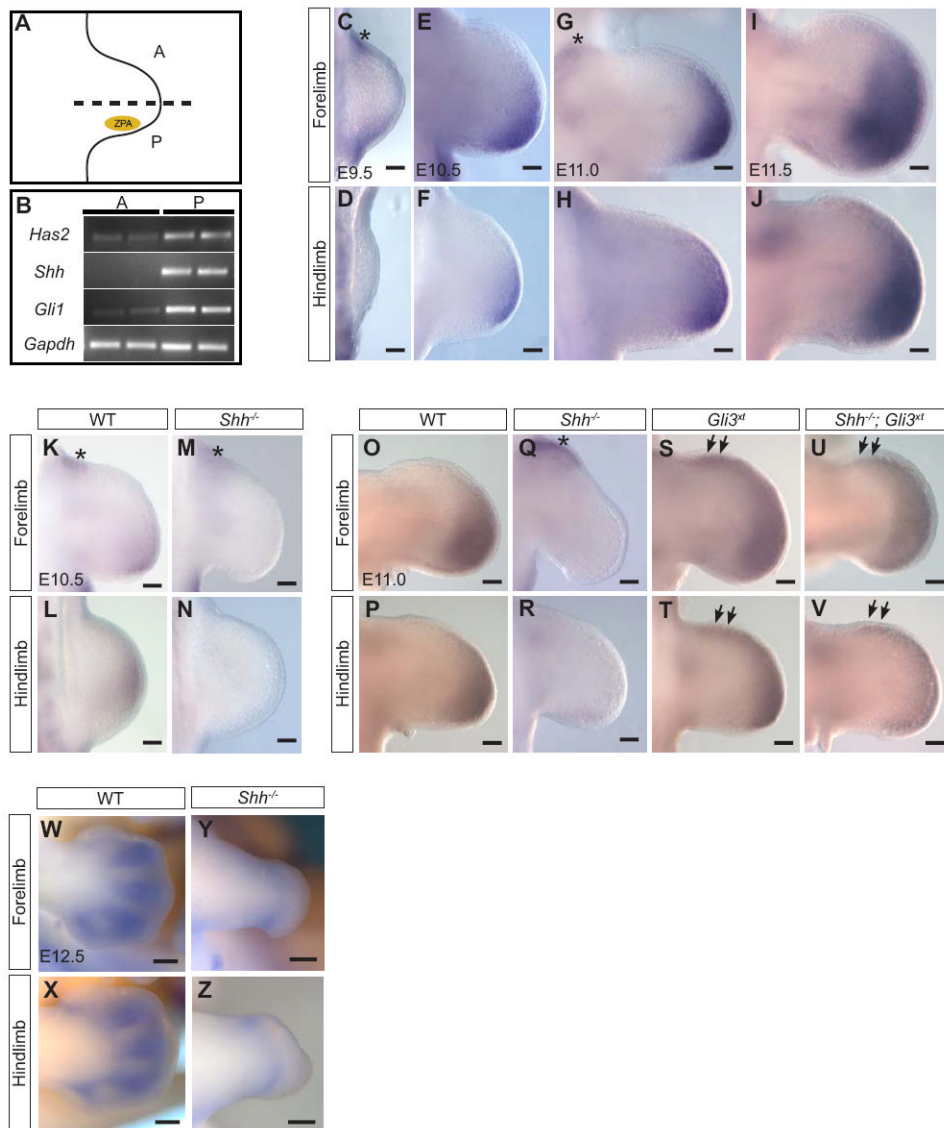 A
A
ZPA
P
B
A P
Has2
Shh
Gli1
Gapdh
Forelimb
C * E G * I
E9.5 E10.5 E11.0 E11.5
Hindlimb
D F H J
WT Shh-/-
Forelimb
K * M *
E10.5
Hindlimb
L N
WT Shh-/- Gli3xt Shh-/-; Gli3xt
Forelimb
O Q * S U
E11.0
Hindlimb
P R T V
WT Shh-/-
Forelimb
W Y
E12.5
Hindlimb
X Z